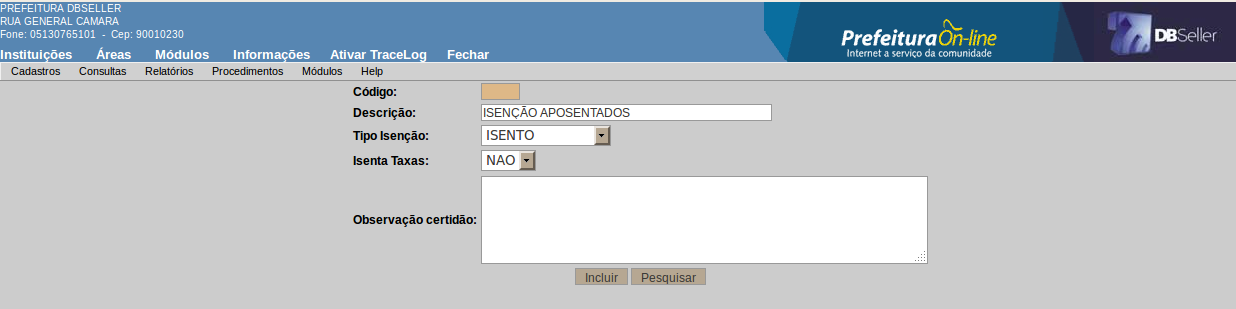 PREFEITURA DBSELLER
RUA GENERAL CAMARA
Fone: 05130765101 - Cep: 90010230
Prefeitura On-line
Internet a serviço da comunidade
DBSeller
Instituições Áreas Módulos Informações Ativar TraceLog Fechar
Cadastros Consultas Relatórios Procedimentos Módulos Help
Código:
Descrição: ISENÇÃO APOSENTADOS
Tipo Isenção: ISENTO
Isenta Taxas: NAO
Observação certidão:
Incluir Pesquisar